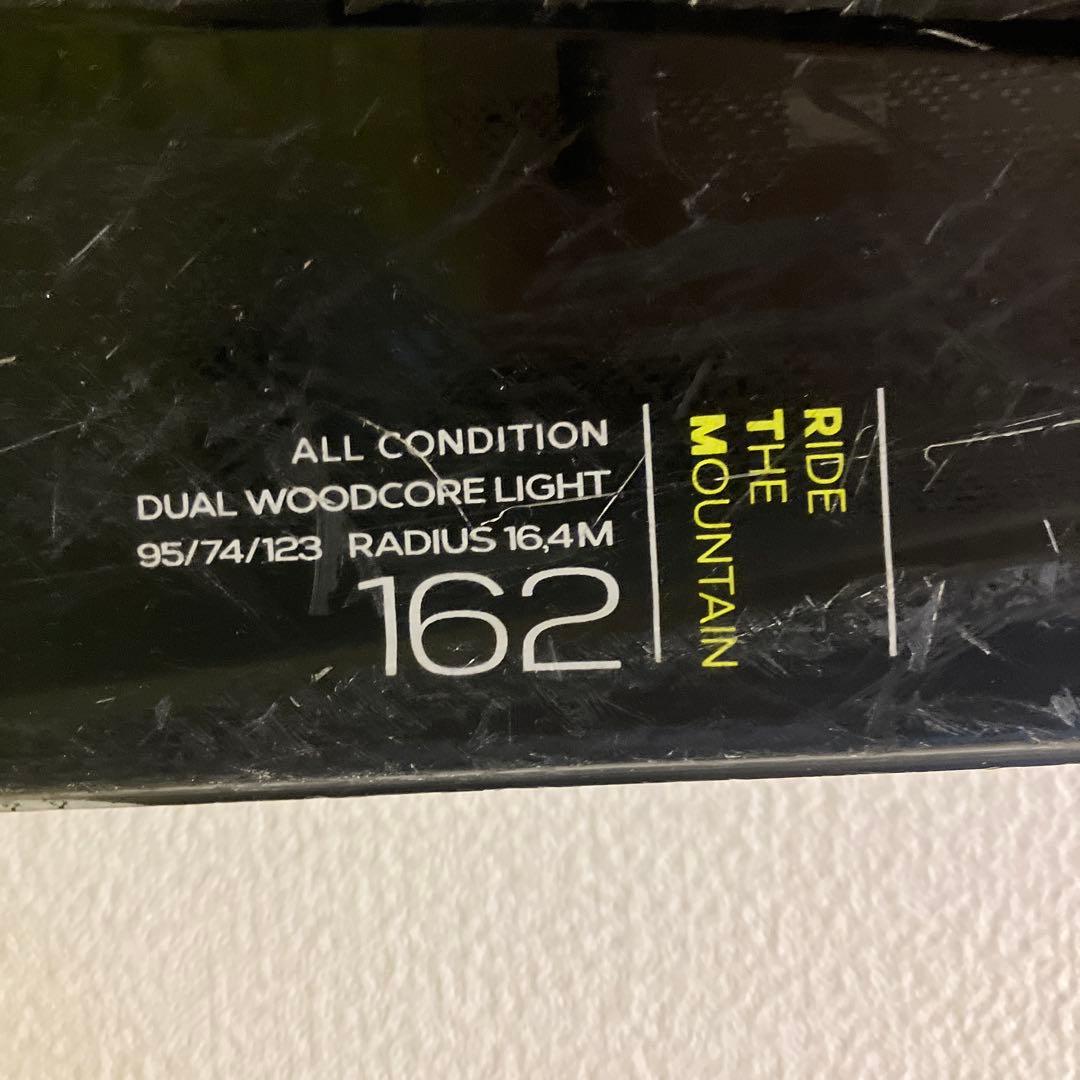 ALL CONDITION
DUAL WOODCORE LIGHT
95/74/123 RADIUS 16,4M
162
RIDE
THE
MOUNTAIN